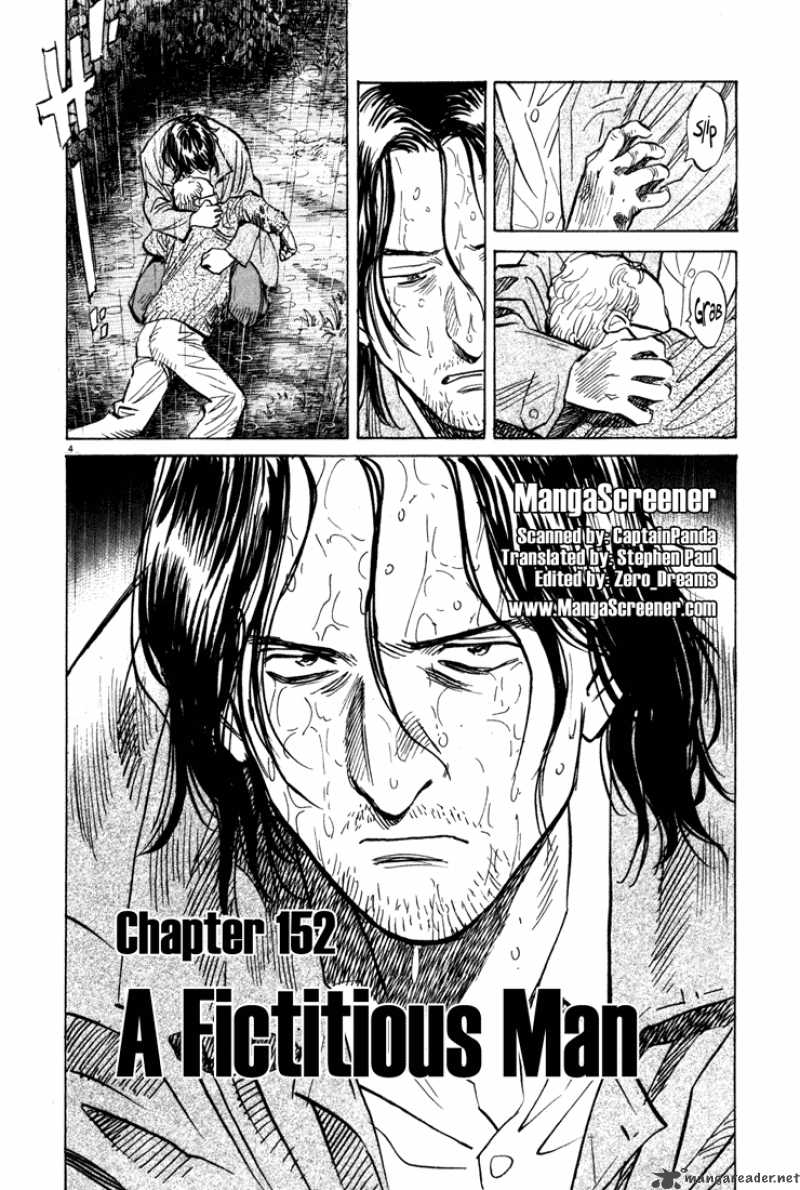 ザ
Slip
Grab
4
MangaScreener
Scanned by: CaptainPanda
Translated by: Stephen Paul
Edited by: Zero_Dreams
www.MangaScreener.com
Chapter 152
A Fictitious Man
mangareader.net